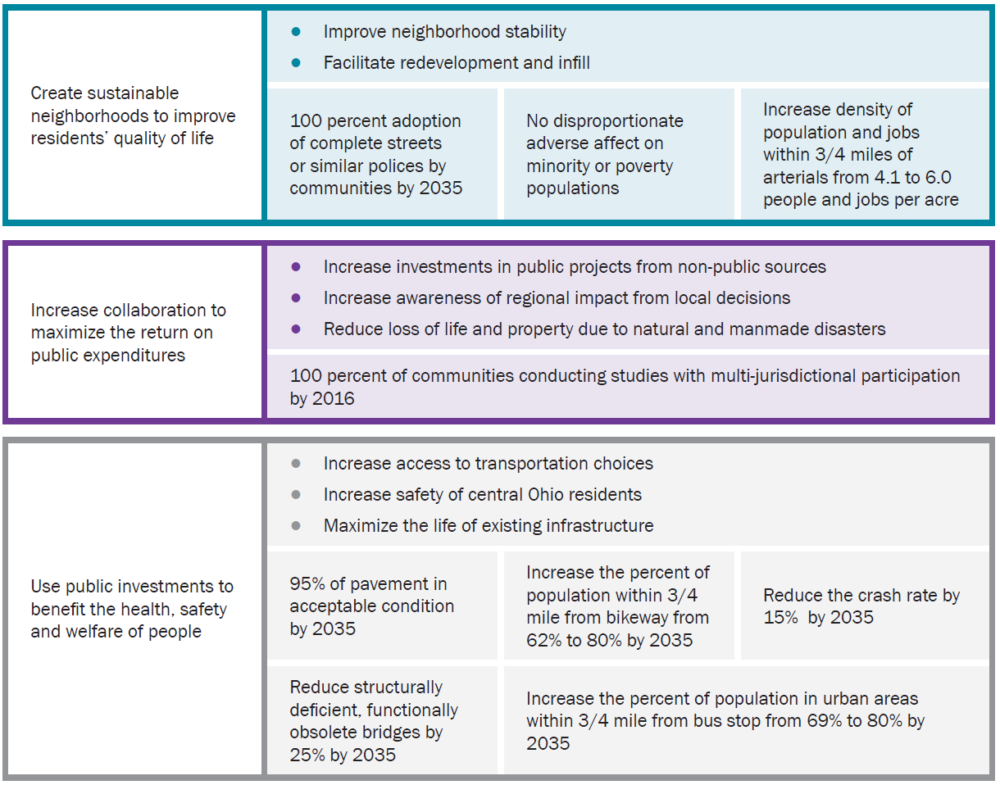 Create sustainable
neighborhoods to improve
residents’ quality of life
● Improve neighborhood stability
● Facilitate redevelopment and infill
100 percent adoption
of complete streets
or similar polices by
communities by 2035
No disproportionate
adverse affect on
minority or poverty
populations
Increase density of
population and jobs
within 3/4 miles of
arterials from 4.1 to 6.0
people and jobs per acre
Increase collaboration to
maximize the return on
public expenditures
● Increase investments in public projects from non-public sources
● Increase awareness of regional impact from local decisions
● Reduce loss of life and property due to natural and manmade disasters
100 percent of communities conducting studies with multi-jurisdictional participation
by 2016
Use public investments to
benefit the health, safety
and welfare of people
● Increase access to transportation choices
● Increase safety of central Ohio residents
● Maximize the life of existing infrastructure
95% of pavement in
acceptable condition
by 2035
Increase the percent of
population within 3/4
mile from bikeway from
62% to 80% by 2035
Reduce the crash rate by
15% by 2035
Reduce structurally
deficient, functionally
obsolete bridges by
25% by 2035
Increase the percent of population in urban areas
within 3/4 mile from bus stop from 69% to 80% by
2035